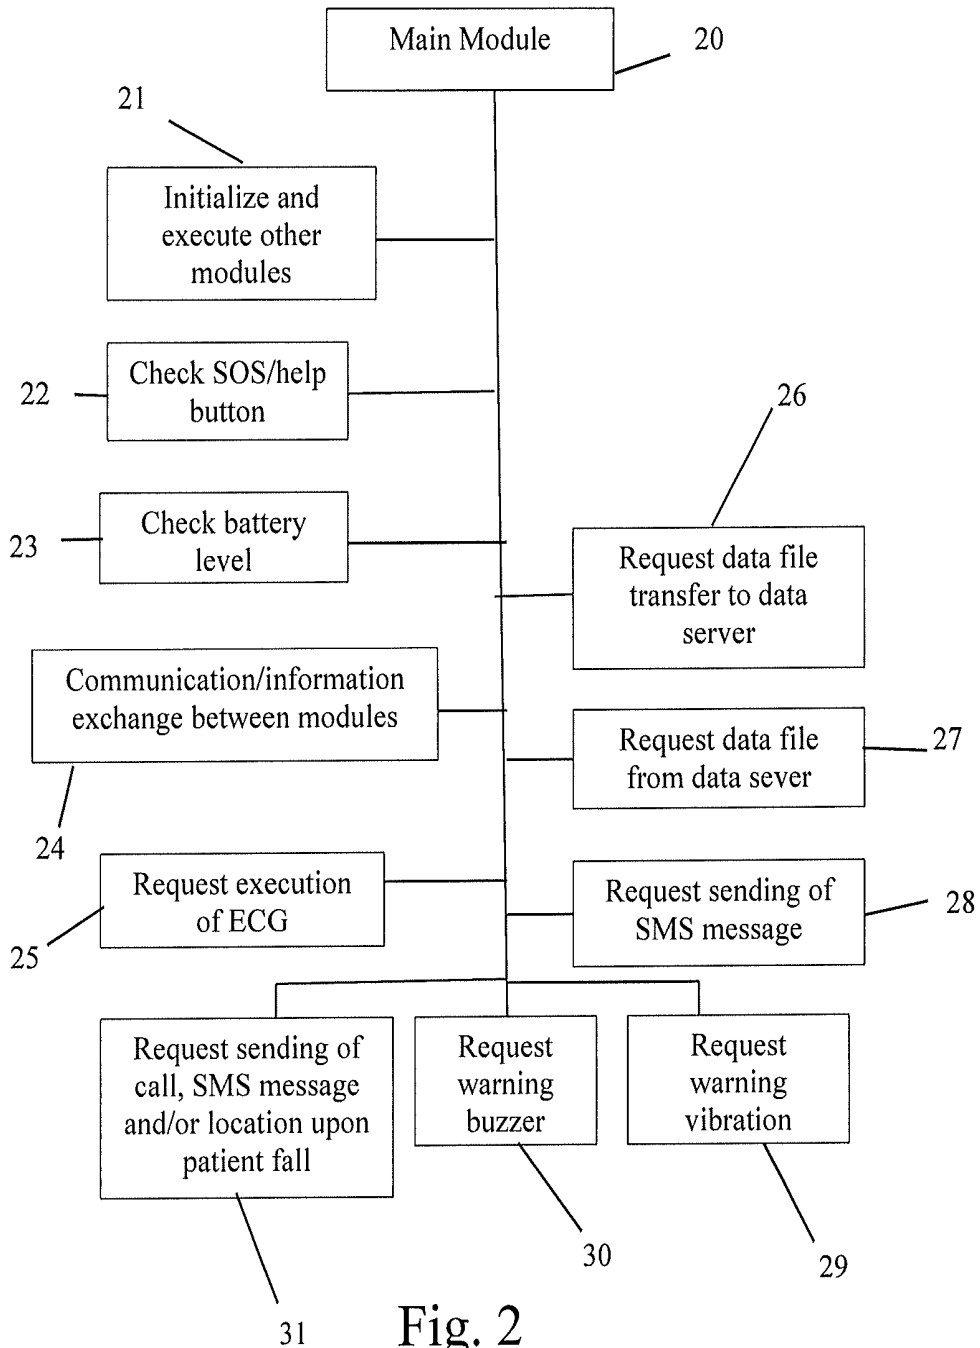 Main Module
20
21
Initialize and
execute other
modules
22
Check SOS/help
button
26
23
Check battery
level
Request data file
transfer to data
server
Communication/information
exchange between modules
24
Request data file
from data sever
27
Request execution
of ECG
25
Request sending of
SMS message
28
Request sending of
call, SMS message
and/or location upon
patient fall
Request
warning
buzzer
Request
warning
vibration
30
29
31
Fig. 2